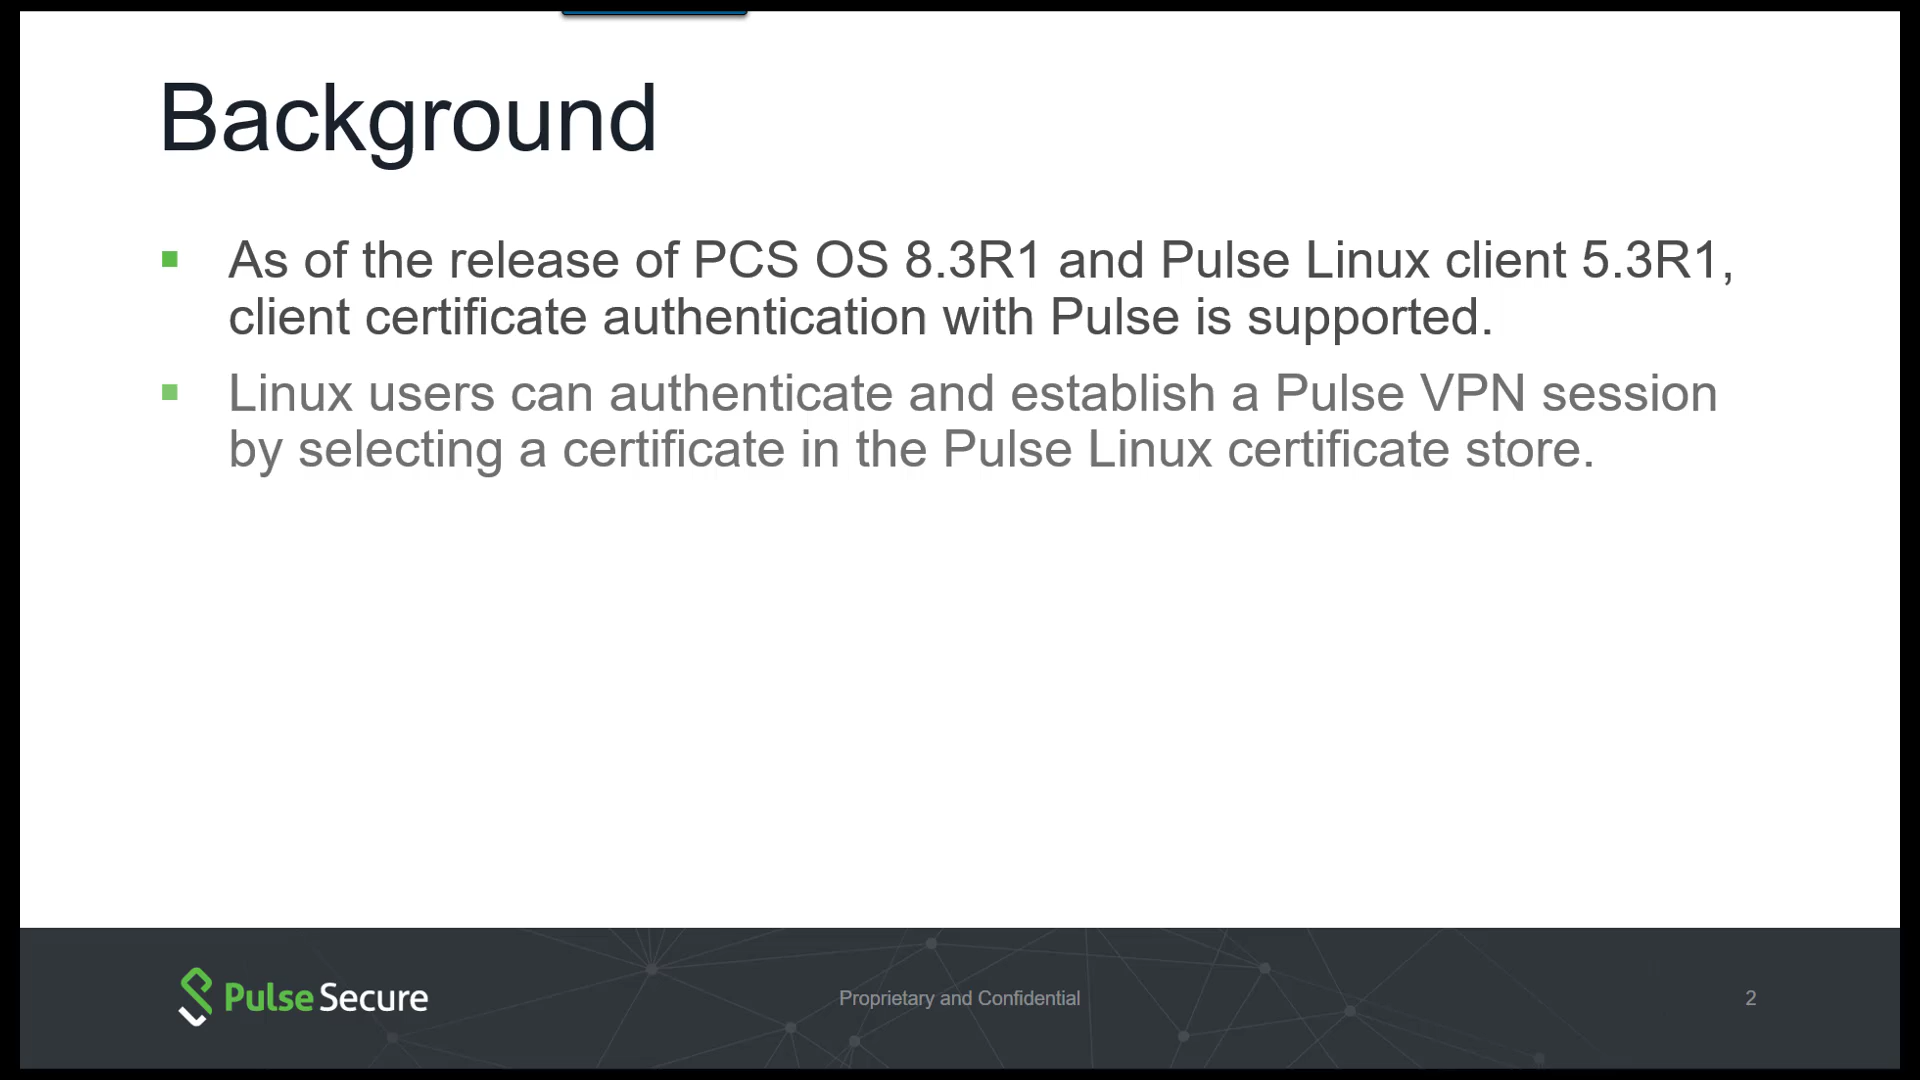 Background
As of the release of PCS OS 8.3R1 and Pulse Linux client 5.3R1,
client certificate authentication with Pulse is supported.
Linux users can authenticate and establish a Pulse VPN session
by selecting a certificate in the Pulse Linux certificate store.
Pulse Secure
Proprietary and Confidential
2